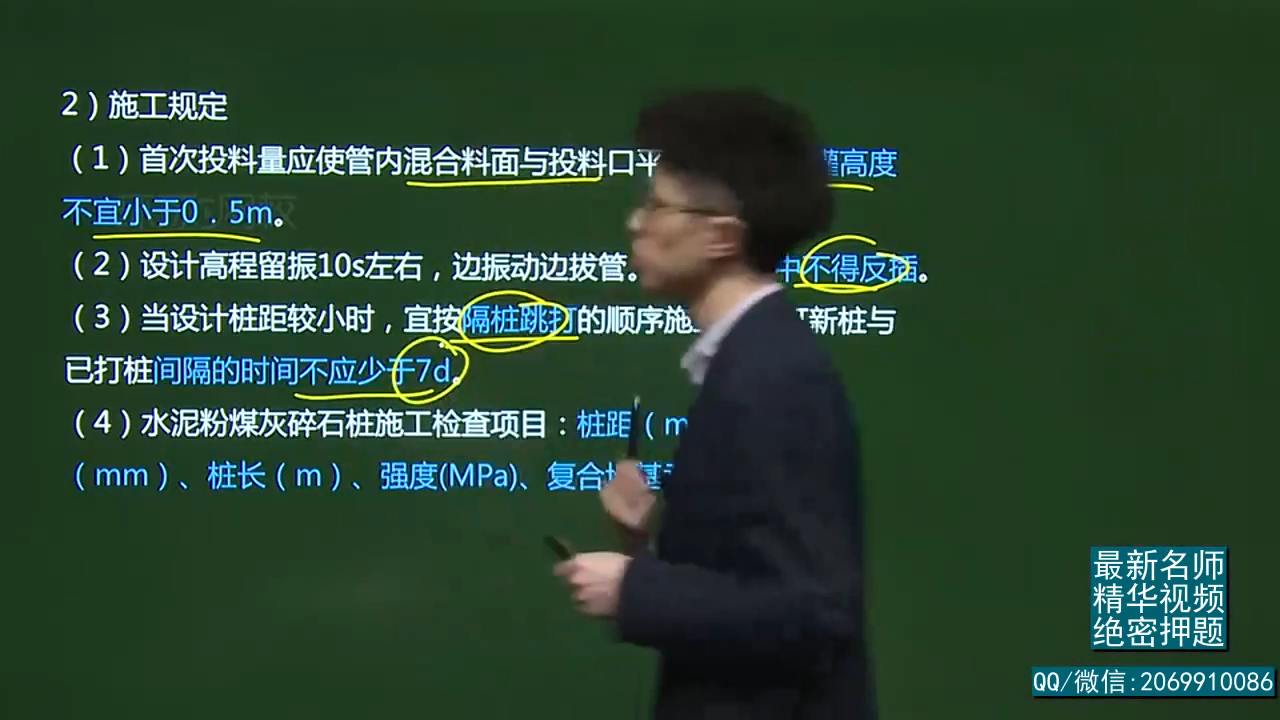 2）施工规定
（1）首次投料量应使管内混合料面与投料口平 灌高度
不宜小于0．5m。
（2）设计高程留振10s左右，边振动边拔管。 中不得反插。
（3）当设计桩距较小时，宜按隔桩跳打的顺序施 新桩与
已打桩间隔的时间不应少于7d。
（4）水泥粉煤灰碎石桩施工检查项目：桩距（m
（mm）、桩长（m）、强度(MPa)、复合地基
最新名师
精华视频
绝密押题
QQ/微信:2069910086